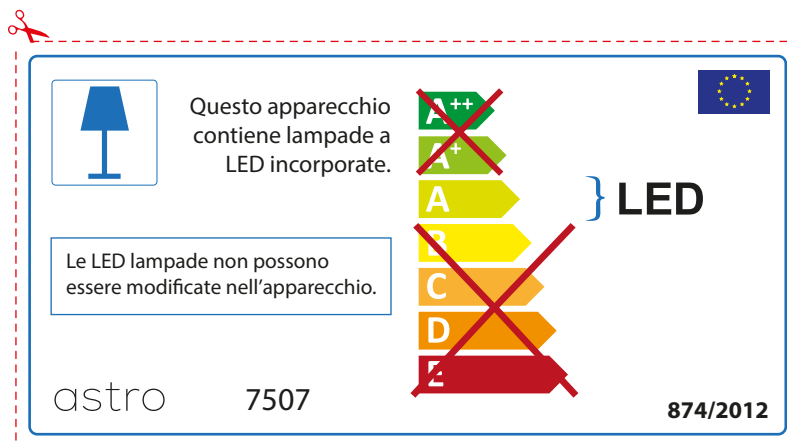 Questo apparecchio
contiene lampade a
LED incorporate.
Le LED lampade non possono
essere modificate nell'apparecchio.
A++
A+
A
B
C
D
E
LED
astro
7507
874/2012